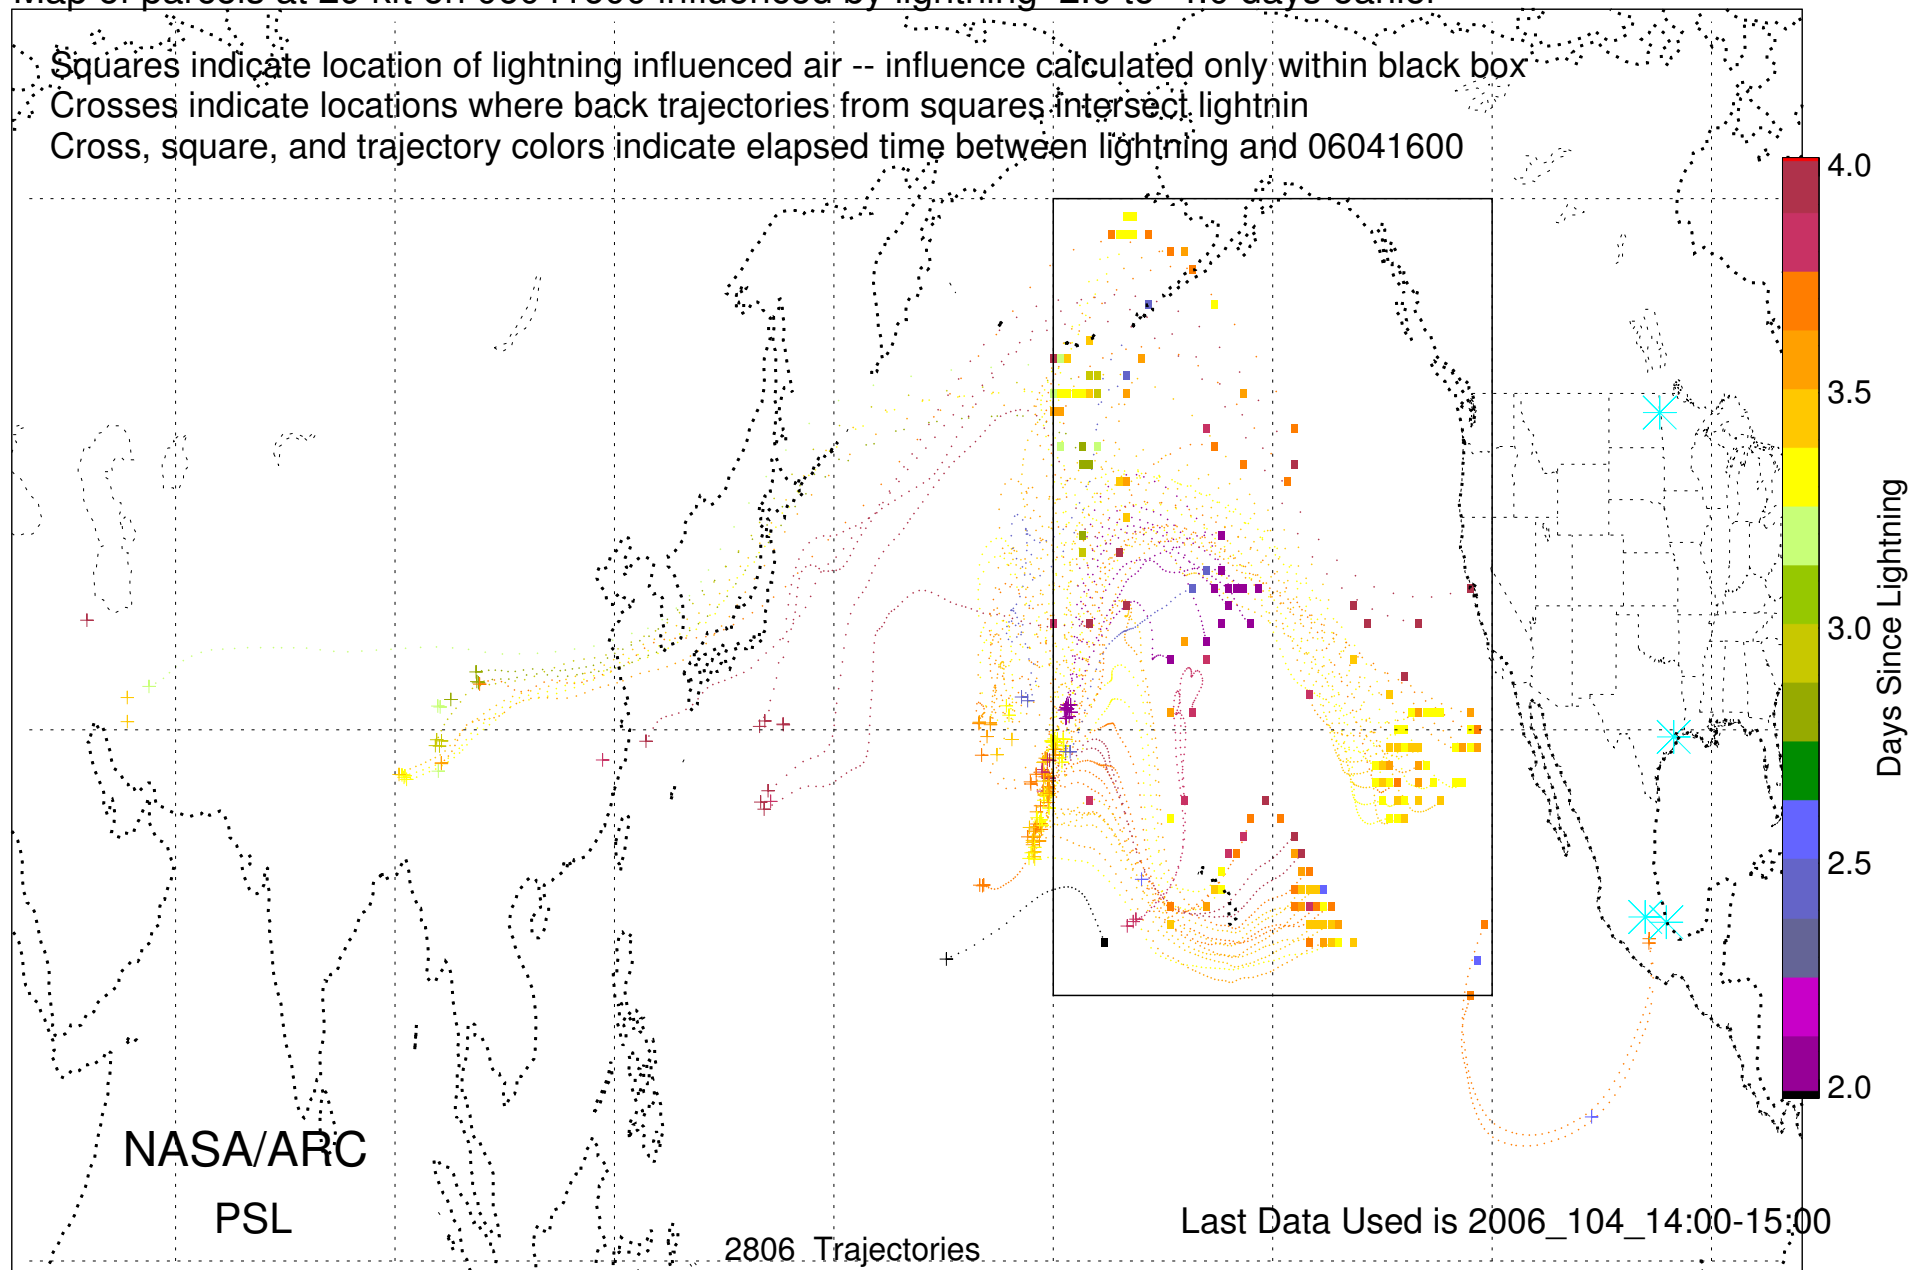 Squares indicate location of lightning influenced air -- influence calculated only within black box
Crosses indicate locations where back trajectories from squares intersect lightnin
Cross, square, and trajectory colors indicate elapsed time between lightning and 06041600
4.0
3.5
3.0
2.5
2.0
Days Since Lightning
NASA/ARC
PSL
Last Data Used is 2006_104_14:00-15:00
2806 Trajectories